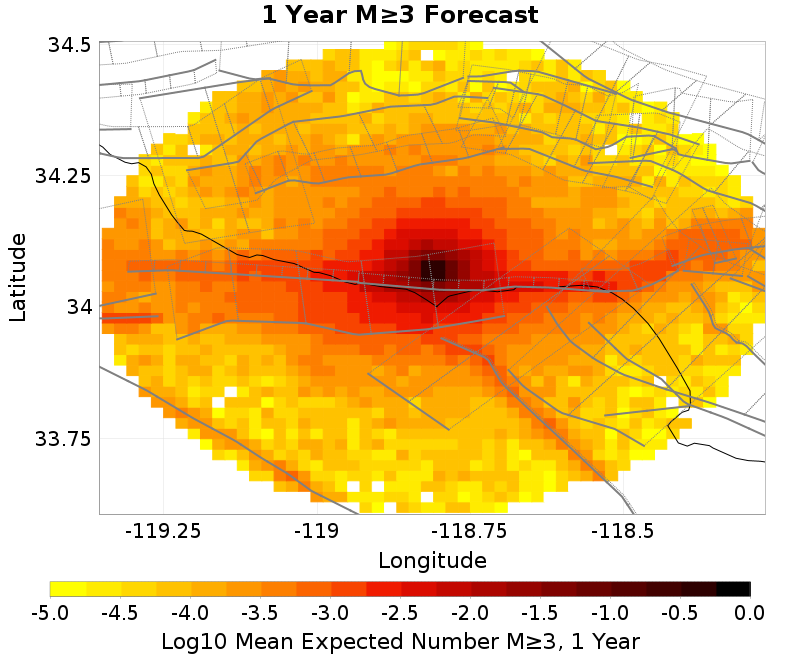 1 Year M≥3 Forecast
34.5
34.25
34
33.75
Latitude
-119.25 -119 -118.75 -118.5
Longitude
-5.0 -4.5 -4.0 -3.5 -3.0 -2.5 -2.0 -1.5 -1.0 -0.5 0.0
Log10 Mean Expected Number M≥3, 1 Year